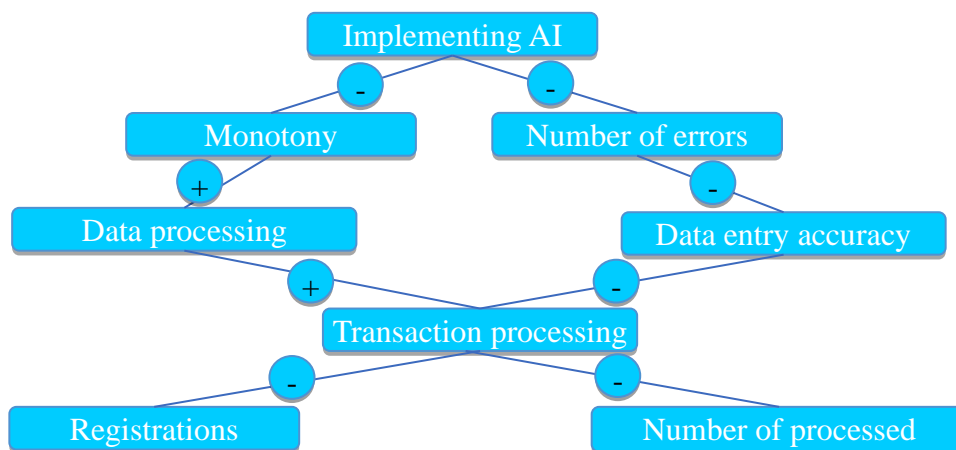 Implementing AI
-
-
Monotony
Number of errors
+
-
Data processing
Data entry accuracy
+
-
Transaction processing
-
-
Registrations
Number of processed